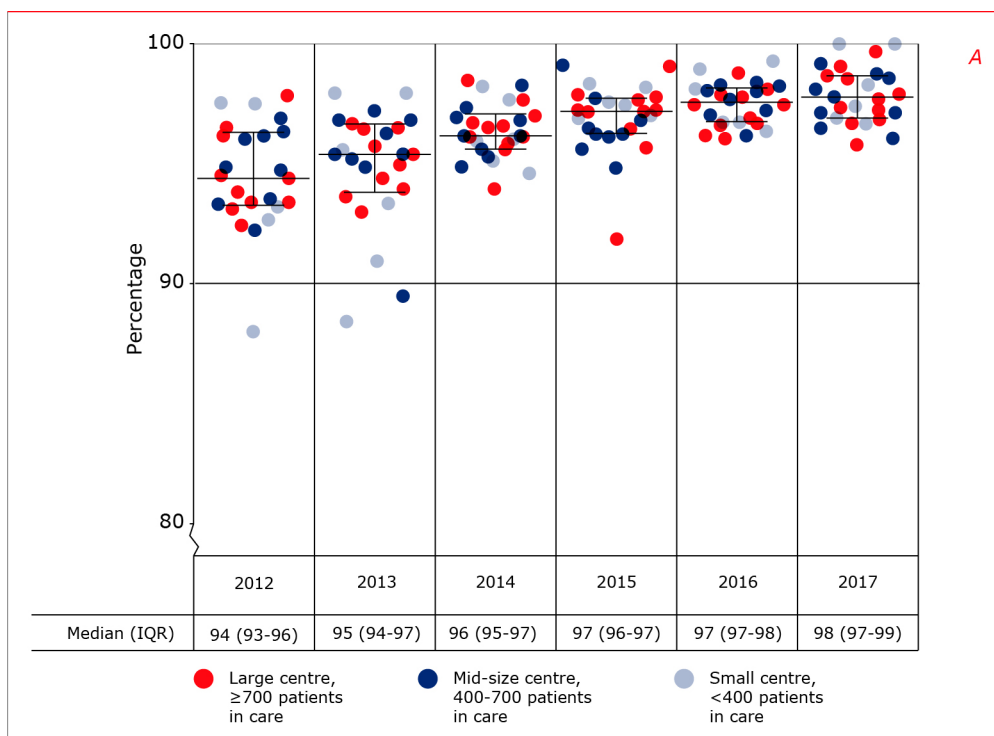 A
100
90
80
Percentage
2012 2013 2014 2015 2016 2017
Median (IQR) 94 (93-96) 95 (94-97) 96 (95-97) 97 (96-97) 97 (97-98) 98 (97-99)
Large centre,
≥700 patients
in care
Mid-size centre,
400-700 patients
in care
Small centre,
<400 patients
in care